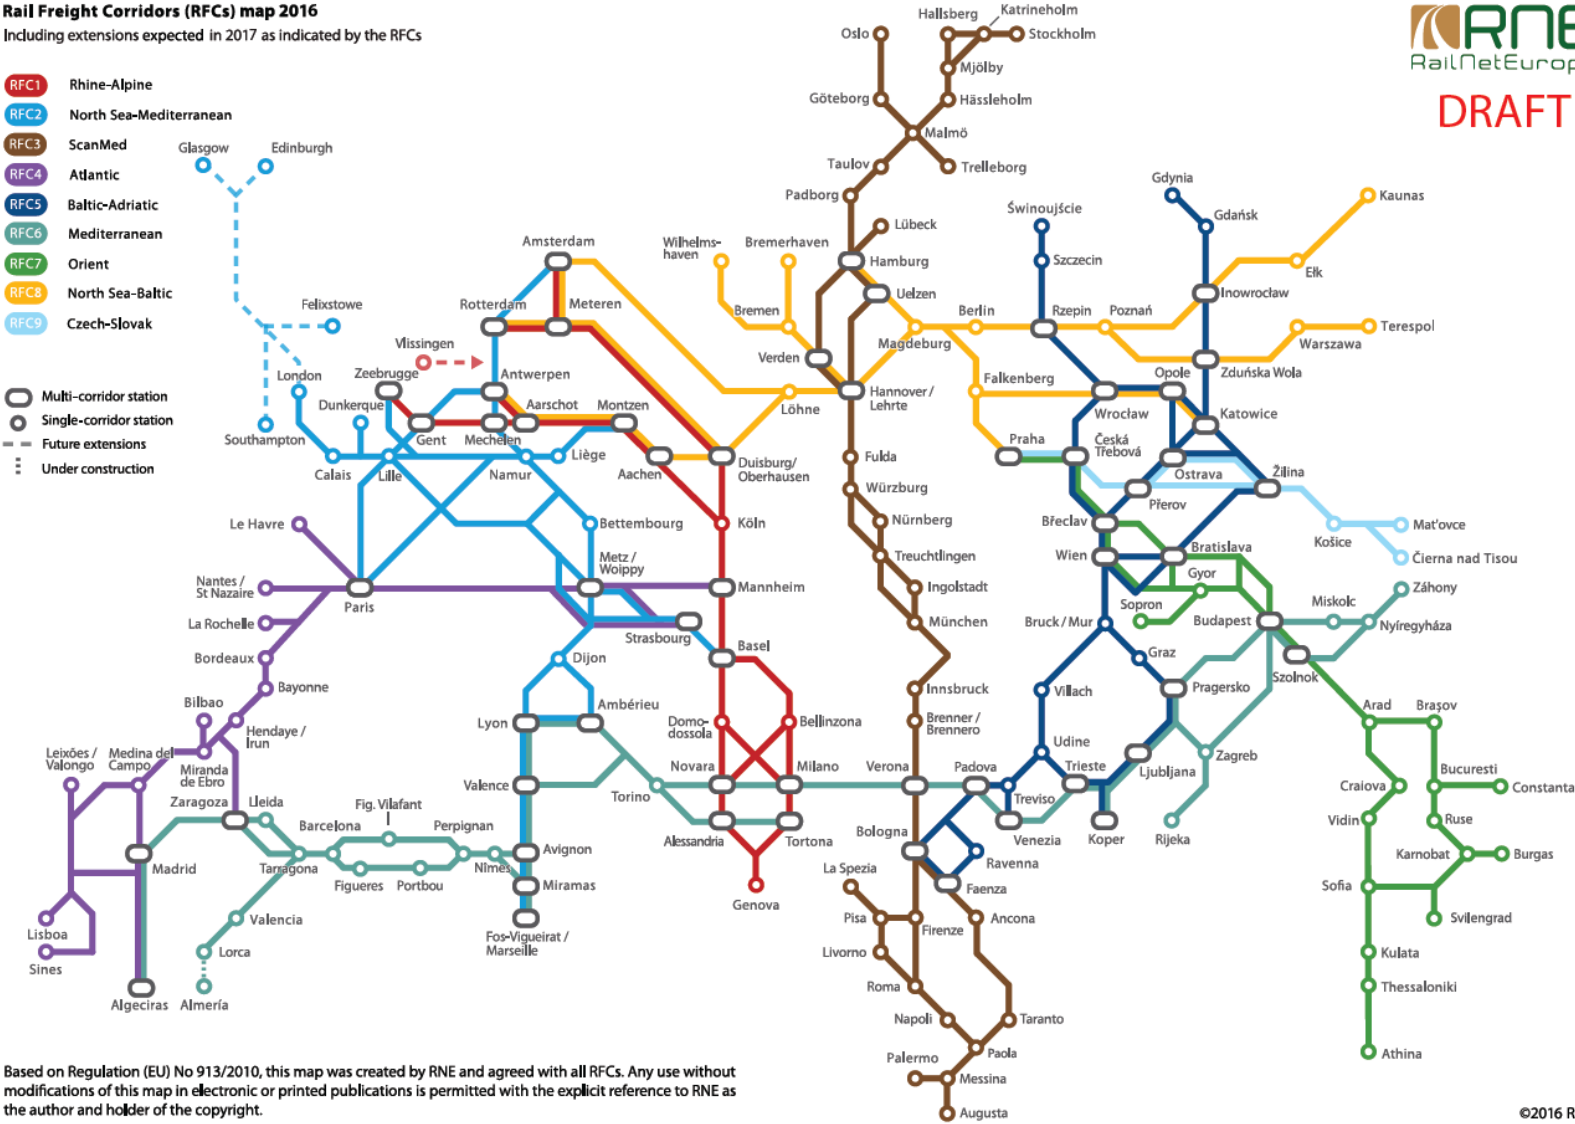 Rail Freight Corridors (RFCs) map 2016
Including extensions expected in 2017 as indicated by the RFCs
RNE
RailNetEurop
DRAFT
RFC1 Rhine-Alpine
RFC2 North Sea-Mediterranean
RFC3 ScanMed
RFC4 Atlantic
RFC5 Baltic-Adriatic
RFC6 Mediterranean
RFC7 Orient
RFC8 North Sea-Baltic
RFC9 Czech-Slovak
Multi-corridor station
Single-corridor station
Future extensions
Under construction
Hallsberg
Katrineholm
Oslo
Stockholm
Mjölby
Göteborg
Hässleholm
Malmö
Taulov
Trelleborg
Padborg
Lübeck
Hamburg
Uelzen
Glasgow
Edinburgh
Felixstowe
London
Southampton
Amsterdam
Rotterdam
Meteren
Vlissingen
Zeebrugge
Antwerpen
Dunkerque
Aarschot
Montzen
Gent
Mechelen
Calais
Lille
Namur
Liège
Aachen
Duisburg/
Oberhausen
Wilhelms-
haven
Bremerhaven
Bremen
Verden
Magdeburg
Löhne
Hannover/
Lehrte
Berlin
Rzepin
Poznań
Świnoujście
Szczecin
Gdynia
Gdańsk
Inowrocław
Kaunas
Ełk
Terespol
Warszawa
Zduńska Wola
Falkenberg
Opole
Wrocław
Katowice
Praha
Česká
Třebová
Ostrava
Žilina
Přerov
Břeclav
Wien
Bratislava
Gyor
Sopron
Budapest
Košice
Mat'ovce
Čierna nad Tisou
Záhony
Miskolc
Nyíregyháza
Szolnok
Fulda
Würzburg
Nürnberg
Treuchtlingen
Ingolstadt
München
Innsbruck
Brenner /
Brennero
Köln
Mannheim
Bettembourg
Metz /
Woippy
Strasbourg
Basel
Le Havre
Nantes /
St Nazaire
Paris
La Rochelle
Bordeaux
Bayonne
Bilbao
Hendaye /
Irun
Leixões /
Valongo
Medina del
Campo
Miranda
de Ebro
Zaragoza
Lleida
Fig. Vilafant
Barcelona
Perpignan
Madrid
Tarragona
Figueres
Portbou
Nîmes
Lisboa
Sines
Valencia
Lorca
Algeciras
Almería
Dijon
Lyon
Ambérieu
Valence
Avignon
Miramas
Fos-Vigueirat /
Marseille
Torino
Domo-
dossola
Bellinzona
Novara
Milano
Alessandria
Tortona
Genova
Verona
Padova
Treviso
Venezia
Bologna
Ravenna
Faenza
La Spezia
Pisa
Firenze
Ancona
Livorno
Roma
Napoli
Taranto
Paola
Palermo
Messina
Augusta
Bruck / Mur
Graz
Villach
Pragersko
Udine
Trieste
Ljubljana
Koper
Zagreb
Rijeka
Arad
Braşov
Craiova
Bucuresti
Constanta
Vidin
Ruse
Karnobat
Burgas
Sofia
Svilengrad
Kulata
Thessaloniki
Athina
Based on Regulation (EU) No 913/2010, this map was created by RNE and agreed with all RFCs. Any use without
modifications of this map in electronic or printed publications is permitted with the explicit reference to RNE as
the author and holder of the copyright.
©2016 R